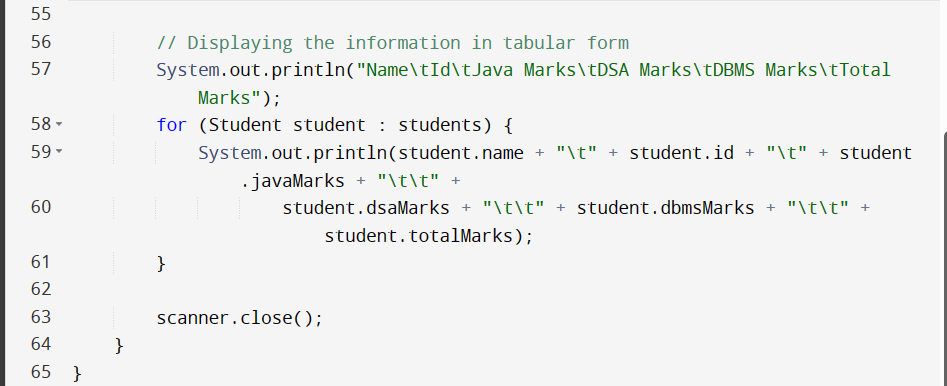 55
56 // Displaying the information in tabular form
57 System.out.println("Name\tId\tJava Marks\tDSA Marks\tDBMS Marks\tTotal
Marks");
58 for (Student student : students) {
59 System.out.println(student.name + "\t" + student.id + "\t" + student
.javaMarks + "\t\t" +
60 student.dsaMarks + "\t\t" + student.dbmsMarks + "\t\t" +
student.totalMarks);
61 }
62
63 scanner.close();
64 }
65 }